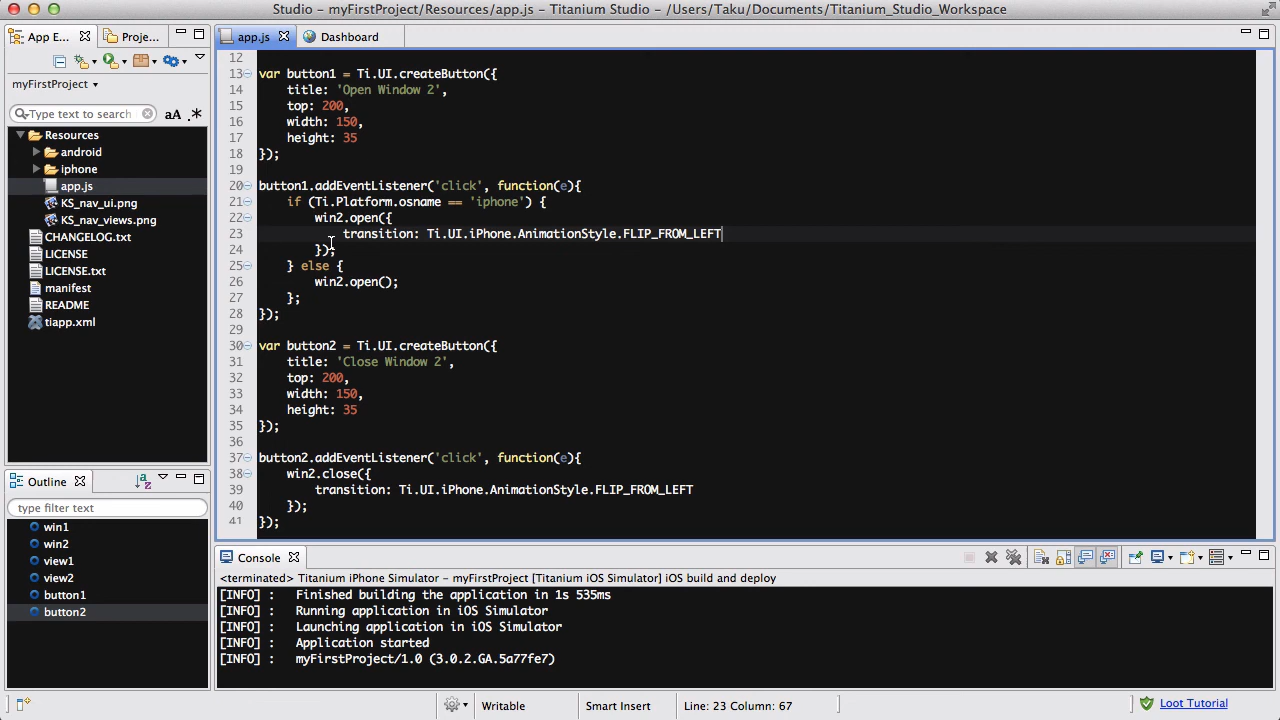 Studio - myFirstProject/Resources/app.js - Titanium Studio - /Users/Taku/Documents/Titanium_Studio_Workspace
App E...
Proje...
myFirstProject
Type text to search
aA .*
Resources
android
iphone
app.js
KS_nav_ui.png
KS_nav_views.png
CHANGELOG.txt
LICENSE
LICENSE.txt
manifest
README
tiapp.xml
Outline
type filter text
win1
win2
view1
view2
button1
button2
app.js
Dashboard
12
13 var button1 = Ti.UI.createButton({
14 title: 'Open Window 2',
15 top: 200,
16 width: 150,
17 height: 35
18 });
19
20 button1.addEventListener('click', function(e){
21 if (Ti.Platform.osname == 'iphone') {
22 win2.open({
23 transition: Ti.UI.iPhone.AnimationStyle.FLIP_FROM_LEFT
24 });
25 } else {
26 win2.open();
27 };
28 });
29
30 var button2 = Ti.UI.createButton({
31 title: 'Close Window 2',
32 top: 200,
33 width: 150,
34 height: 35
35 });
36
37 button2.addEventListener('click', function(e){
38 win2.close({
39 transition: Ti.UI.iPhone.AnimationStyle.FLIP_FROM_LEFT
40 });
41 });
Console
<terminated> Titanium iPhone Simulator - myFirstProject [Titanium iOS Simulator] iOS build and deploy
[INFO] : Finished building the application in 1s 535ms
[INFO] : Running application in iOS Simulator
[INFO] : Launching application in iOS Simulator
[INFO] : Application started
[INFO] : myFirstProject/1.0 (3.0.2.GA.5a77fe7)
Writable
Smart Insert
Line: 23 Column: 67
Loot Tutorial